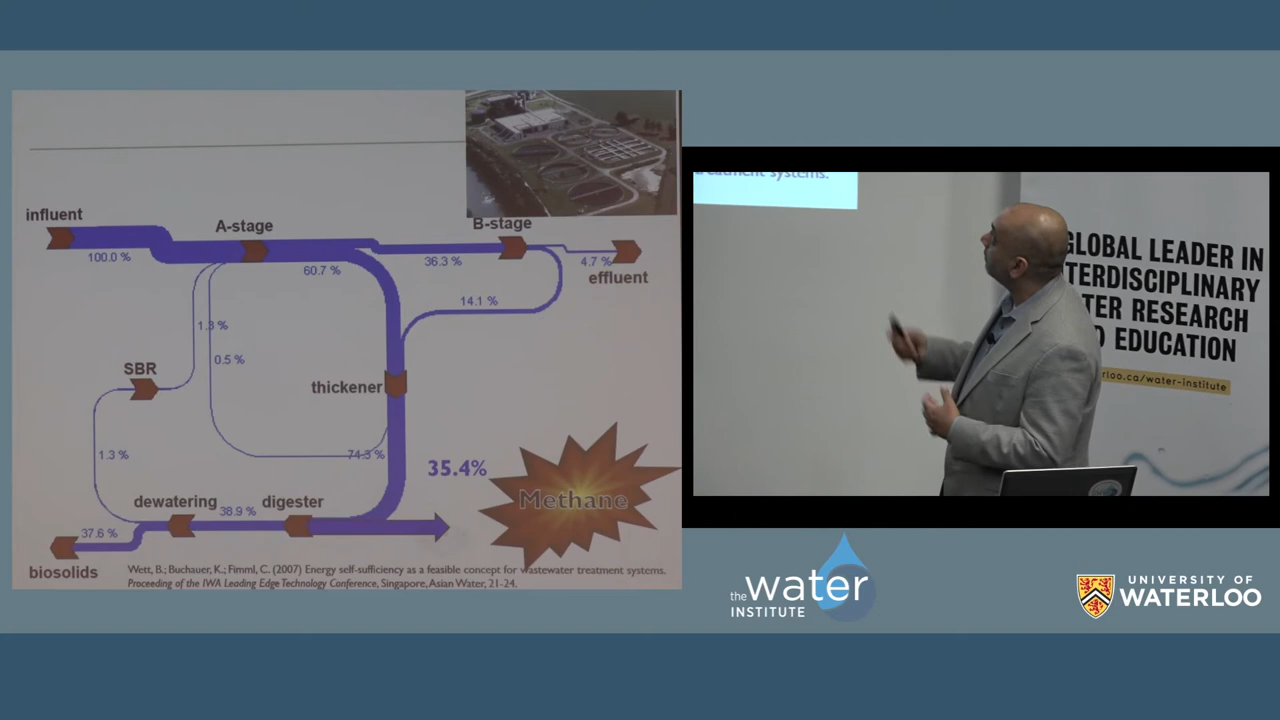 influent
A-stage
B-stage
effluent
100.0 %
60.7 %
36.3 %
4.7 %
14.1 %
1.3 %
0.5 %
SBR
thickener
1.3 %
74.3 %
35.4%
Methane
dewatering
digester
38.9 %
37.6 %
biosolids
Wett, B.; Buchauer, K.; Fimml, C. (2007) Energy self-sufficiency as a feasible concept for wastewater treatment systems.
Proceeding of the IWA Leading Edge Technology Conference, Singapore, Asian Water, 21-24.
systems.
GLOBAL LEADER IN
TERDISCIPLINARY
TER RESEARCH
EDUCATION
rloo.ca/water-institute
the water
INSTITUTE
UNIVERSITY OF
WATERLOO